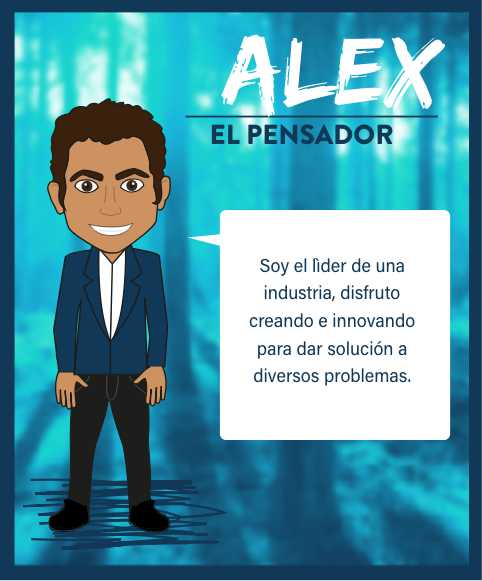 ALEX
EL PENSADOR
Soy el lìder de una
industria, disfruto
creando e innovando
para dar solución a
diversos problemas.